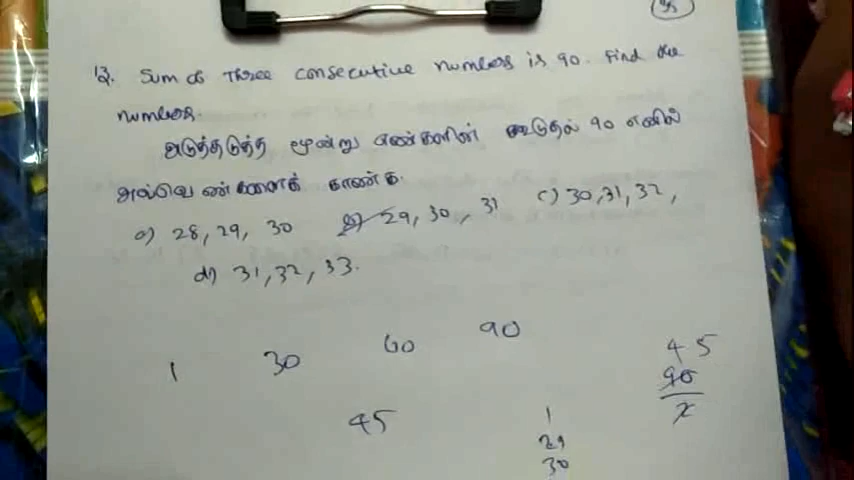 12. Sum of Three consecutive numbers is 90. Find the
numbers.
அடுத்தடுத்த மூன்று எண்களின் கூடுதல் 90 எனில்
அவ்வெண்களைக் காண்க.
a) 28, 29, 30 b) 29, 30, 31 c) 30, 31, 32,
d) 31, 32, 33.
1 30 60 90
45
45
90
2
1
29
30